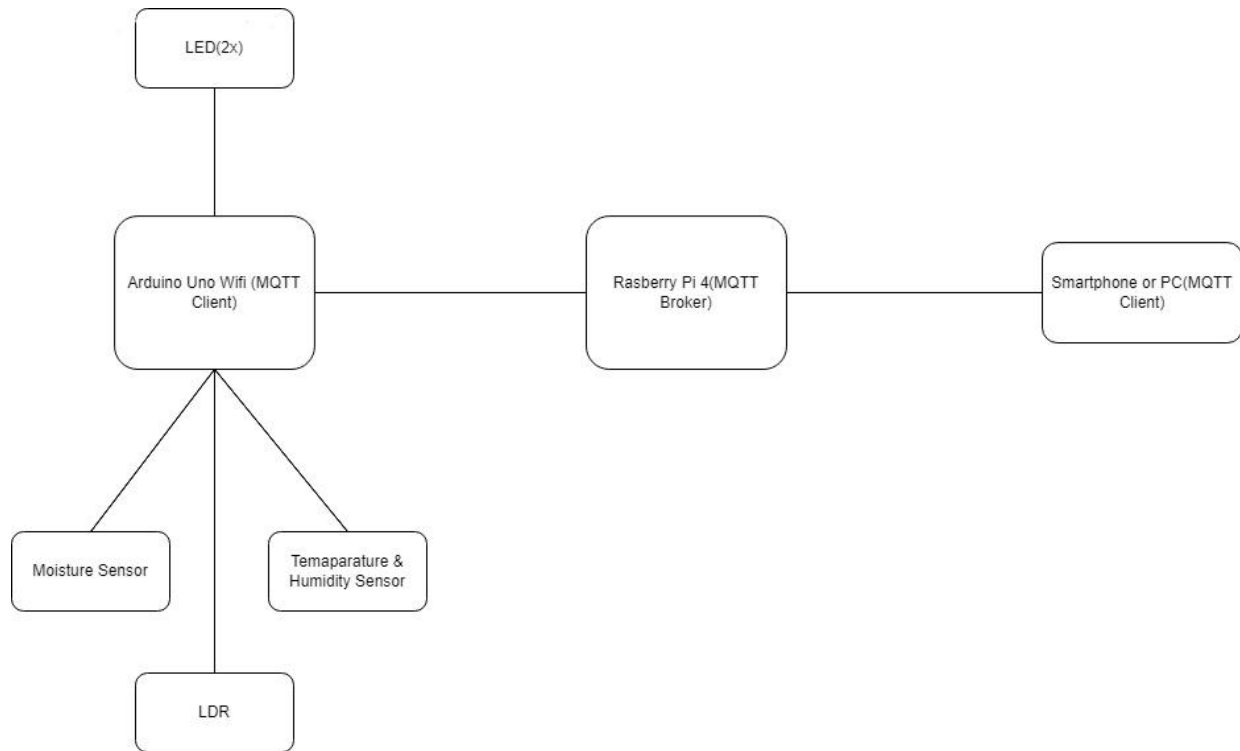 LED(2x)
Arduino Uno Wifi (MQTT
Client)
Rasberry Pi 4(MQTT
Broker)
Smartphone or PC(MQTT
Client)
Moisture Sensor
Temaparature &
Humidity Sensor
LDR